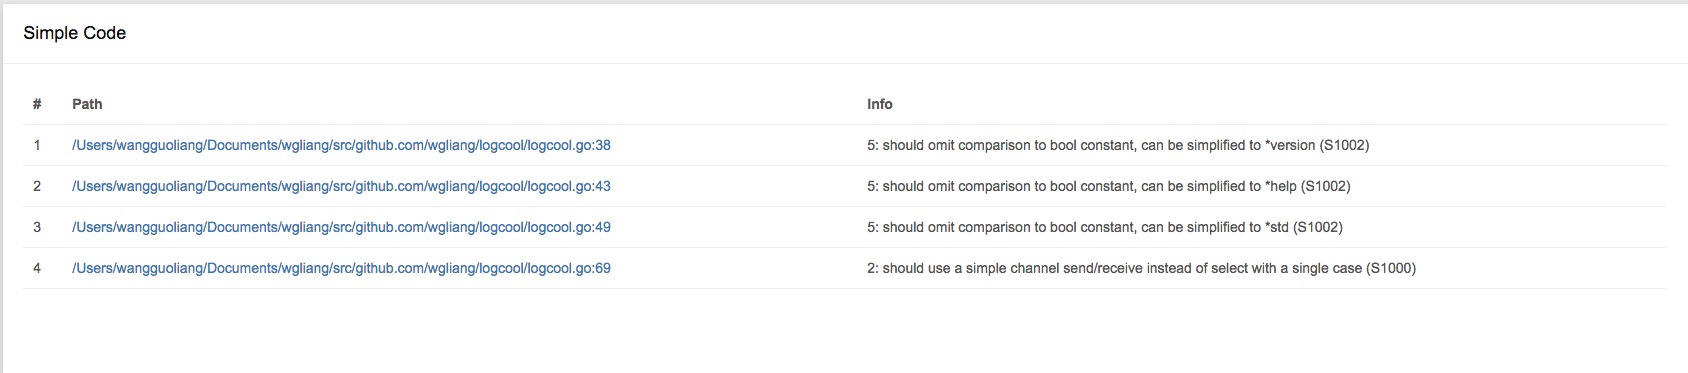 Simple Code
# Path Info
1 /Users/wangguoliang/Documents/wgliang/src/github.com/wgliang/logcool/logcool.go:38 5: should omit comparison to bool constant, can be simplified to *version (S1002)
2 /Users/wangguoliang/Documents/wgliang/src/github.com/wgliang/logcool/logcool.go:43 5: should omit comparison to bool constant, can be simplified to *help (S1002)
3 /Users/wangguoliang/Documents/wgliang/src/github.com/wgliang/logcool/logcool.go:49 5: should omit comparison to bool constant, can be simplified to *std (S1002)
4 /Users/wangguoliang/Documents/wgliang/src/github.com/wgliang/logcool/logcool.go:69 2: should use a simple channel send/receive instead of select with a single case (S1000)